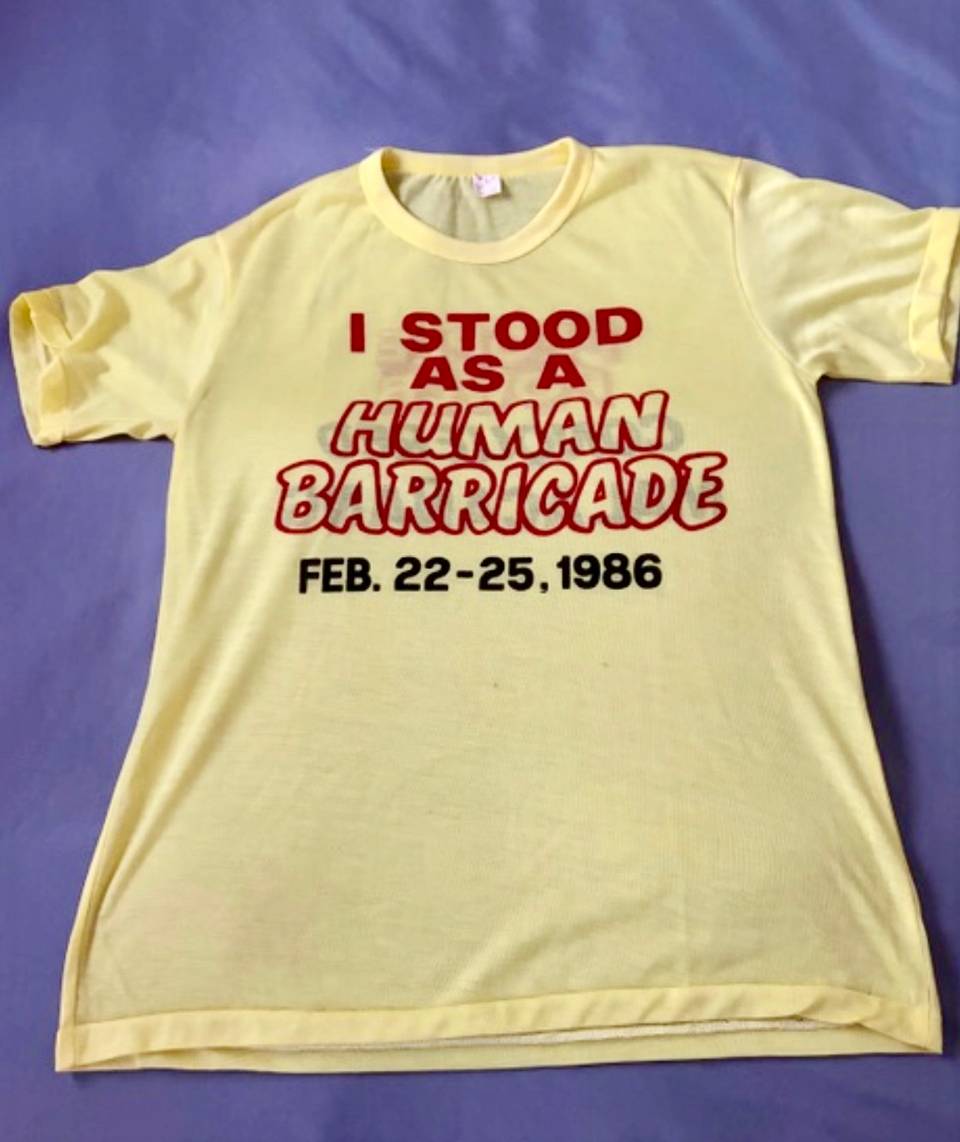 I STOOD
AS A
HUMAN
BARRICADE
FEB. 22-25, 1986